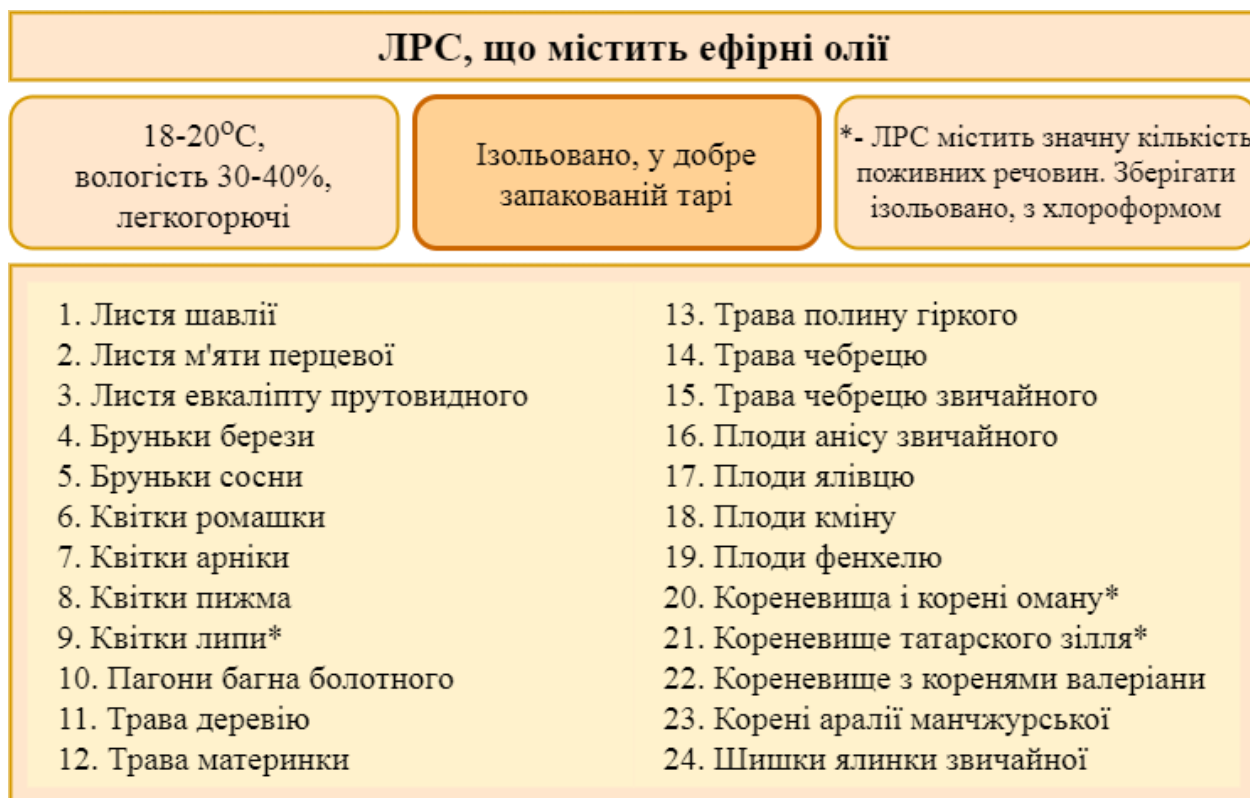 ЛРС, що містить ефірні олії
18-20°С,
вологість 30-40%,
легкогорючі
Ізольовано, у добре
запакованій тарі
*- ЛРС містить значну кількість
поживних речовин. Зберігати
ізольовано, з хлороформом
1. Листя шавлії
2. Листя м'яти перцевої
3. Листя евкаліпту прутовидного
4. Бруньки берези
5. Бруньки сосни
6. Квітки ромашки
7. Квітки арніки
8. Квітки пижма
9. Квітки липи*
10. Пагони багна болотного
11. Трава деревію
12. Трава материнки
13. Трава полину гіркого
14. Трава чебрецю
15. Трава чебрецю звичайного
16. Плоди анісу звичайного
17. Плоди ялівцю
18. Плоди кміну
19. Плоди фенхелю
20. Кореневища і корені оману*
21. Кореневище татарского зілля*
22. Кореневище з коренями валеріани
23. Корені аралії манчжурської
24. Шишки ялинки звичайної